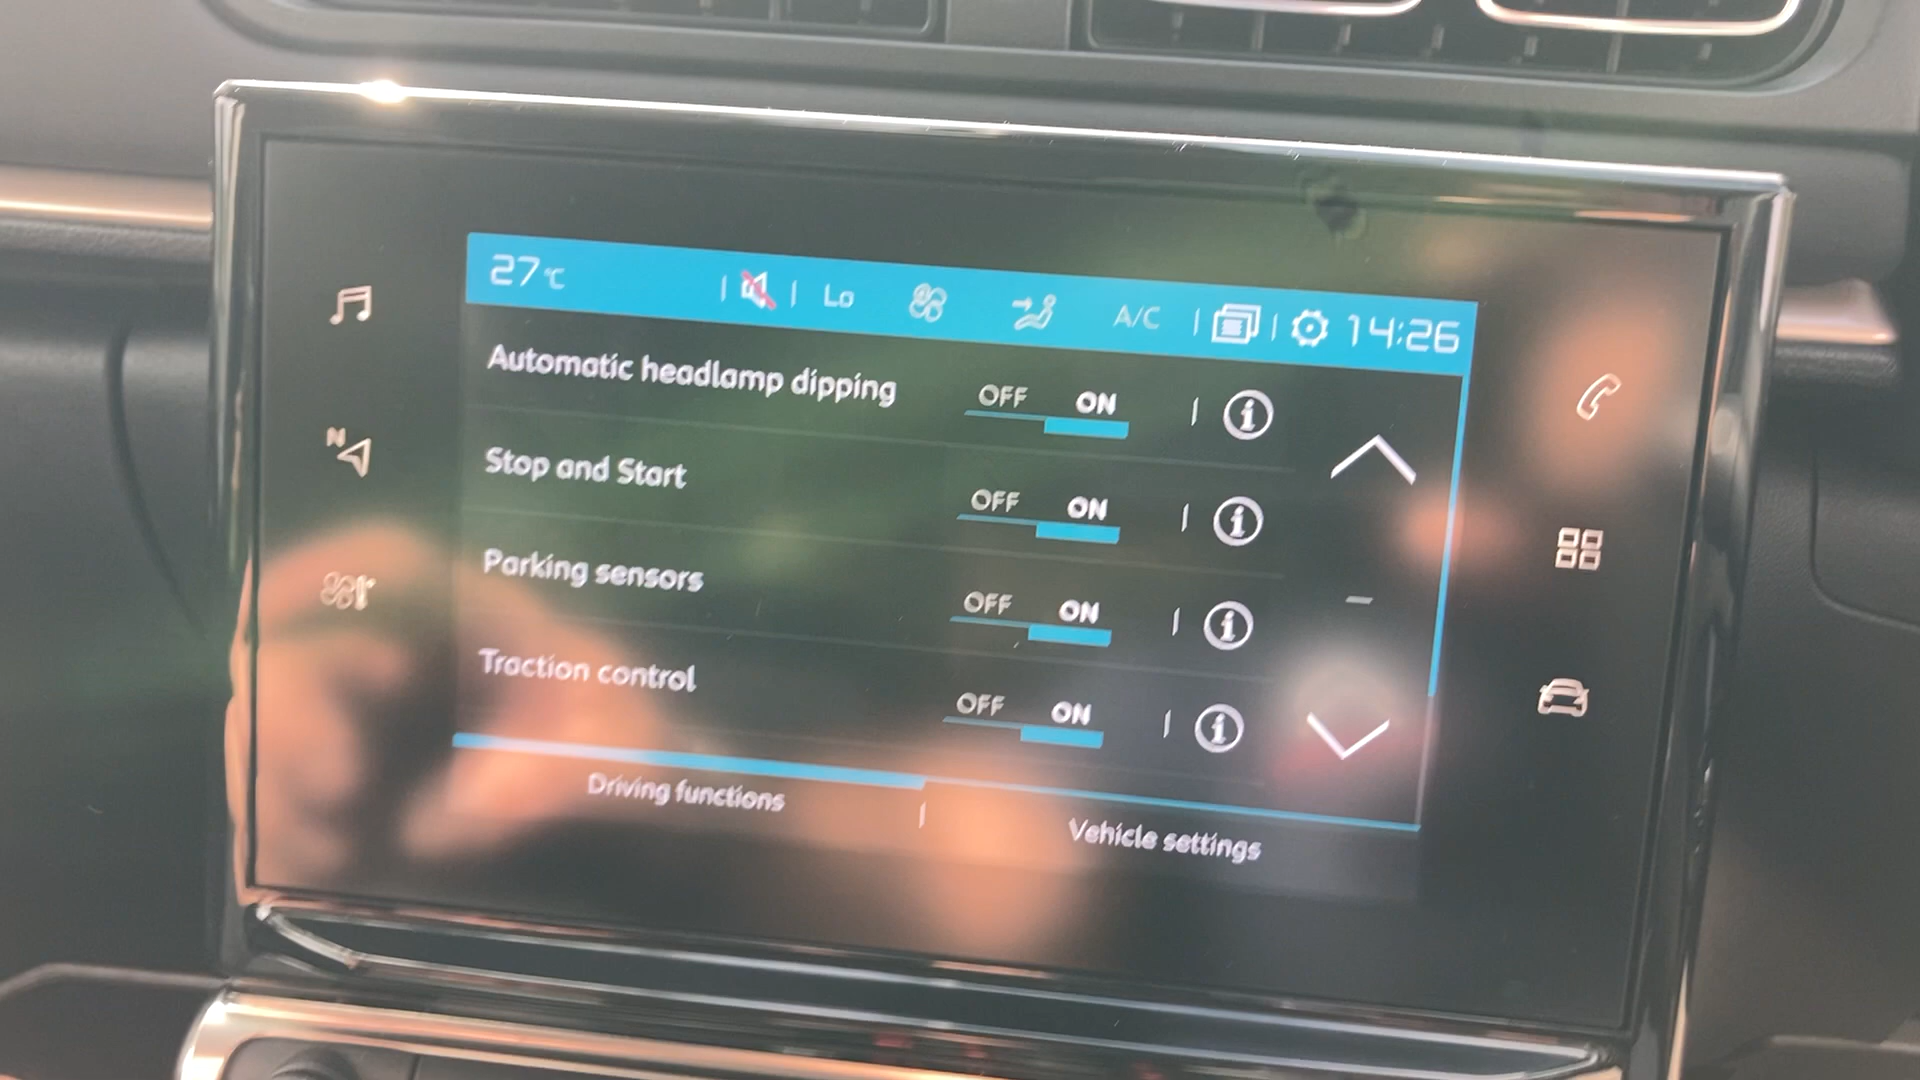 27°C Lo A/C 14:26
Automatic headlamp dipping OFF ON
Stop and Start OFF ON
Parking sensors OFF ON
Traction control OFF ON
Driving functions Vehicle settings
N